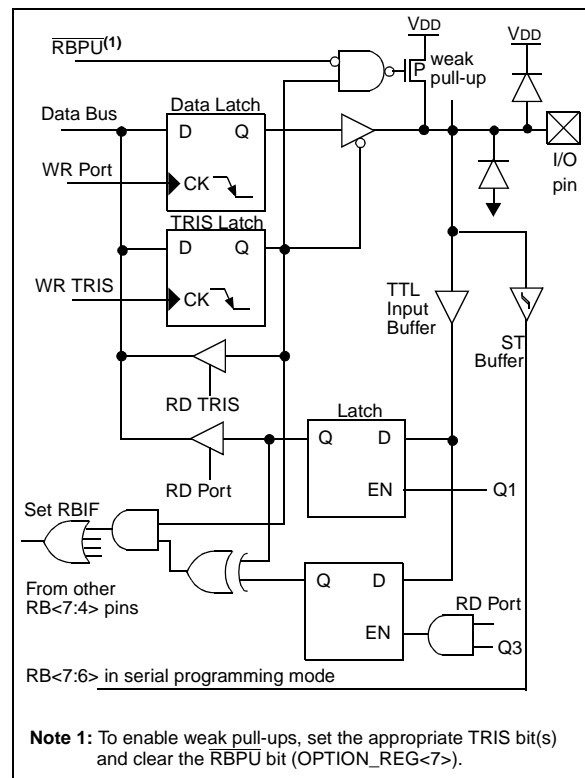 RBPU(1)
VDD
VDD
weak
pull-up
P
Data Latch
Data Bus
D Q
WR Port
CK
I/O
pin
TRIS Latch
D Q
WR TRIS
CK
TTL
Input
Buffer
ST
Buffer
RD TRIS
Latch
Q D
RD Port
EN
Q1
Set RBIF
From other
RB<7:4> pins
Q D
RD Port
EN
Q3
RB<7:6> in serial programming mode
Note 1: To enable weak pull-ups, set the appropriate TRIS bit(s)
and clear the RBPU bit (OPTION_REG<7>).